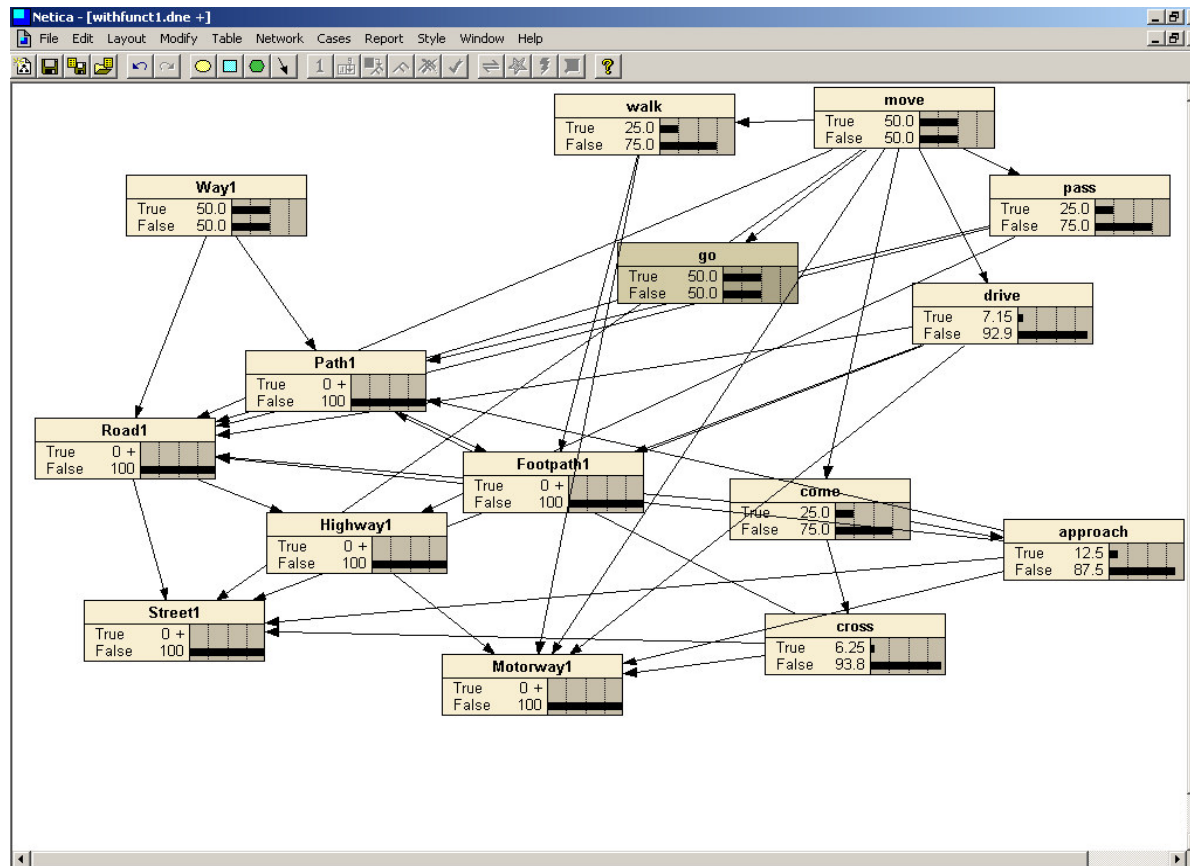 Netica - [withfunct1.dne +]
File Edit Layout Modify Table Network Cases Report Style Window Help
1 ?
walk
True 25.0
False 75.0
move
True 50.0
False 50.0
Way1
True 50.0
False 50.0
pass
True 25.0
False 75.0
go
True 50.0
False 50.0
drive
True 7.15
False 92.9
Path1
True 0 +
False 100
Road1
True 0 +
False 100
Footpath1
True 0 +
False 100
come
True 25.0
False 75.0
Highway1
True 0 +
False 100
approach
True 12.5
False 87.5
Street1
True 0 +
False 100
cross
True 6.25
False 93.8
Motorway1
True 0 +
False 100